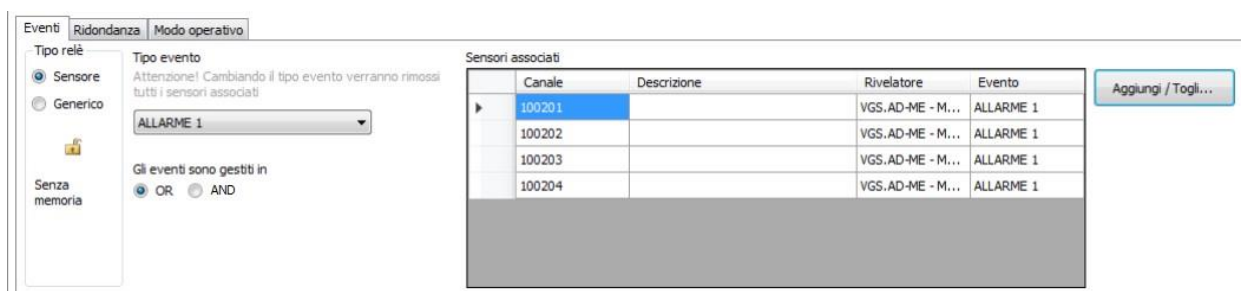 Eventi Ridondanza Modo operativo
Tipo relè
Sensore
Generico
Senza
memoria
Tipo evento
Attenzione! Cambiando il tipo evento verranno rimossi
tutti i sensori associati
ALLARME 1
Gli eventi sono gestiti in
OR AND
Sensori associati
Canale Descrizione Rivelatore Evento
100201 VGS.AD-ME - M... ALLARME 1
100202 VGS.AD-ME - M... ALLARME 1
100203 VGS.AD-ME - M... ALLARME 1
100204 VGS.AD-ME - M... ALLARME 1
Aggiungi / Togli...